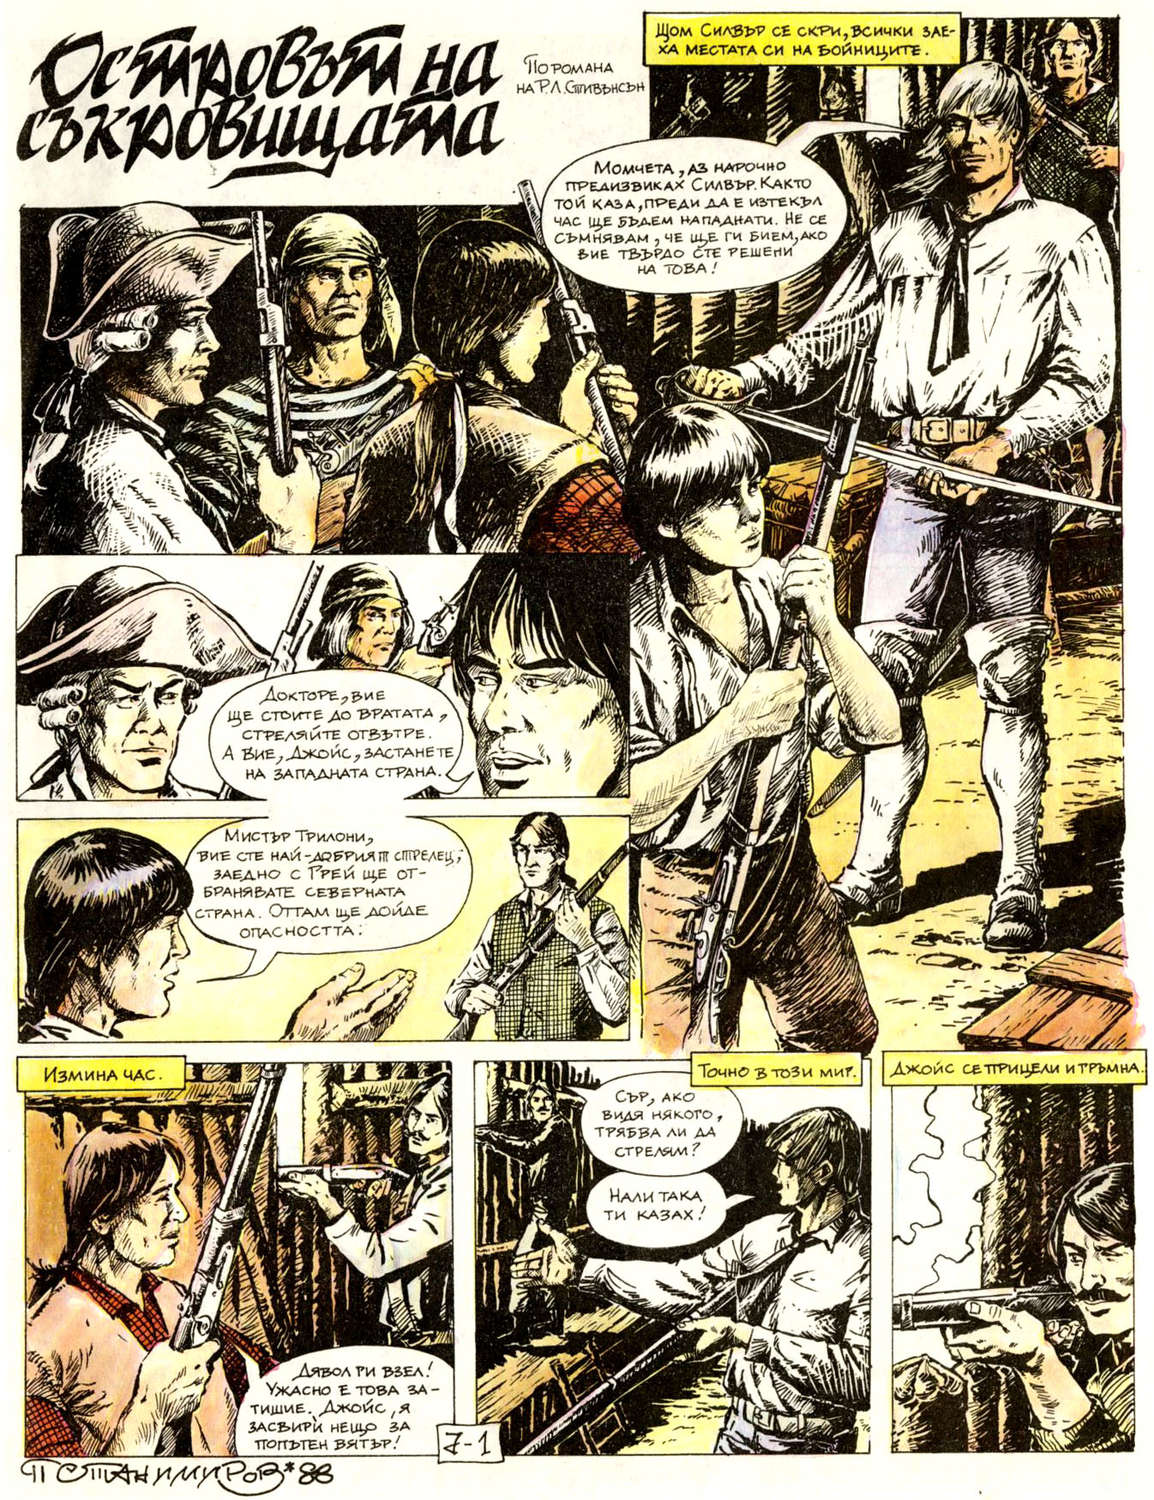 Островът на
съкровищата
По романа
на Р.Л.Стивънсън
Щом Силвър се скри, всички зае-
ха местата си на бойниците.
Момчета, аз нарочно
предизвиках Силвър. Както
той каза, преди да е изтекъл
час ще бъдем нападнати. Не се
съмнявам, че ще ги бием, ако
вие твърдо сте решени
на това!
Докторе, вие
ще стоите до вратата,
стреляйте отвътре.
А вие, Джойс, застанете
на западната страна.
Мистър Трилони,
вие сте най-добрият стрелец,
заедно с Грей ще от-
бранявате северната
страна. Оттам ще дойде
опасността.
Измина час.
Дявол ги взел!
Ужасно е това за-
тишие. Джойс, я
засвири нещо за
попътен вятър!
Точно в този миг.
Сър, ако
видя някого,
трябва ли да
стрелям?
Нали така
ти казах!
Джойс се прицели и гръмна.
7-1
П Станимиров*88